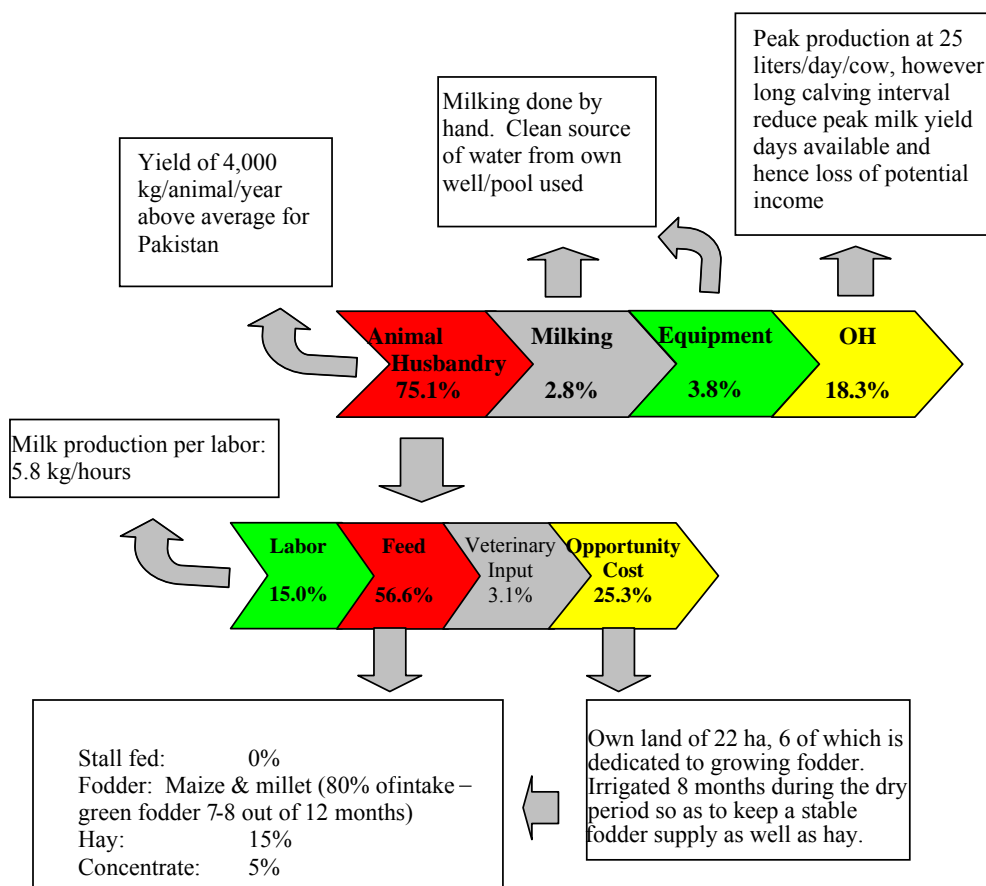 Peak production at 25
liters/day/cow, however
long calving interval
reduce peak milk yield
days available and
hence loss of potential
income
Milking done by
hand. Clean source
of water from own
well/pool used
Yield of 4,000
kg/animal/year
above average for
Pakistan
Animal
Husbandry
75.1%
Milking
2.8%
Equipment
3.8%
OH
18.3%
Milk production per labor:
5.8 kg/hours
Labor
15.0%
Feed
56.6%
Veterinary
Input
3.1%
Opportunity
Cost
25.3%
Stall fed: 0%
Fodder: Maize & millet (80% ofintake –
green fodder 7-8 out of 12 months)
Hay: 15%
Concentrate: 5%
Own land of 22 ha, 6 of which is
dedicated to growing fodder.
Irrigated 8 months during the dry
period so as to keep a stable
fodder supply as well as hay.